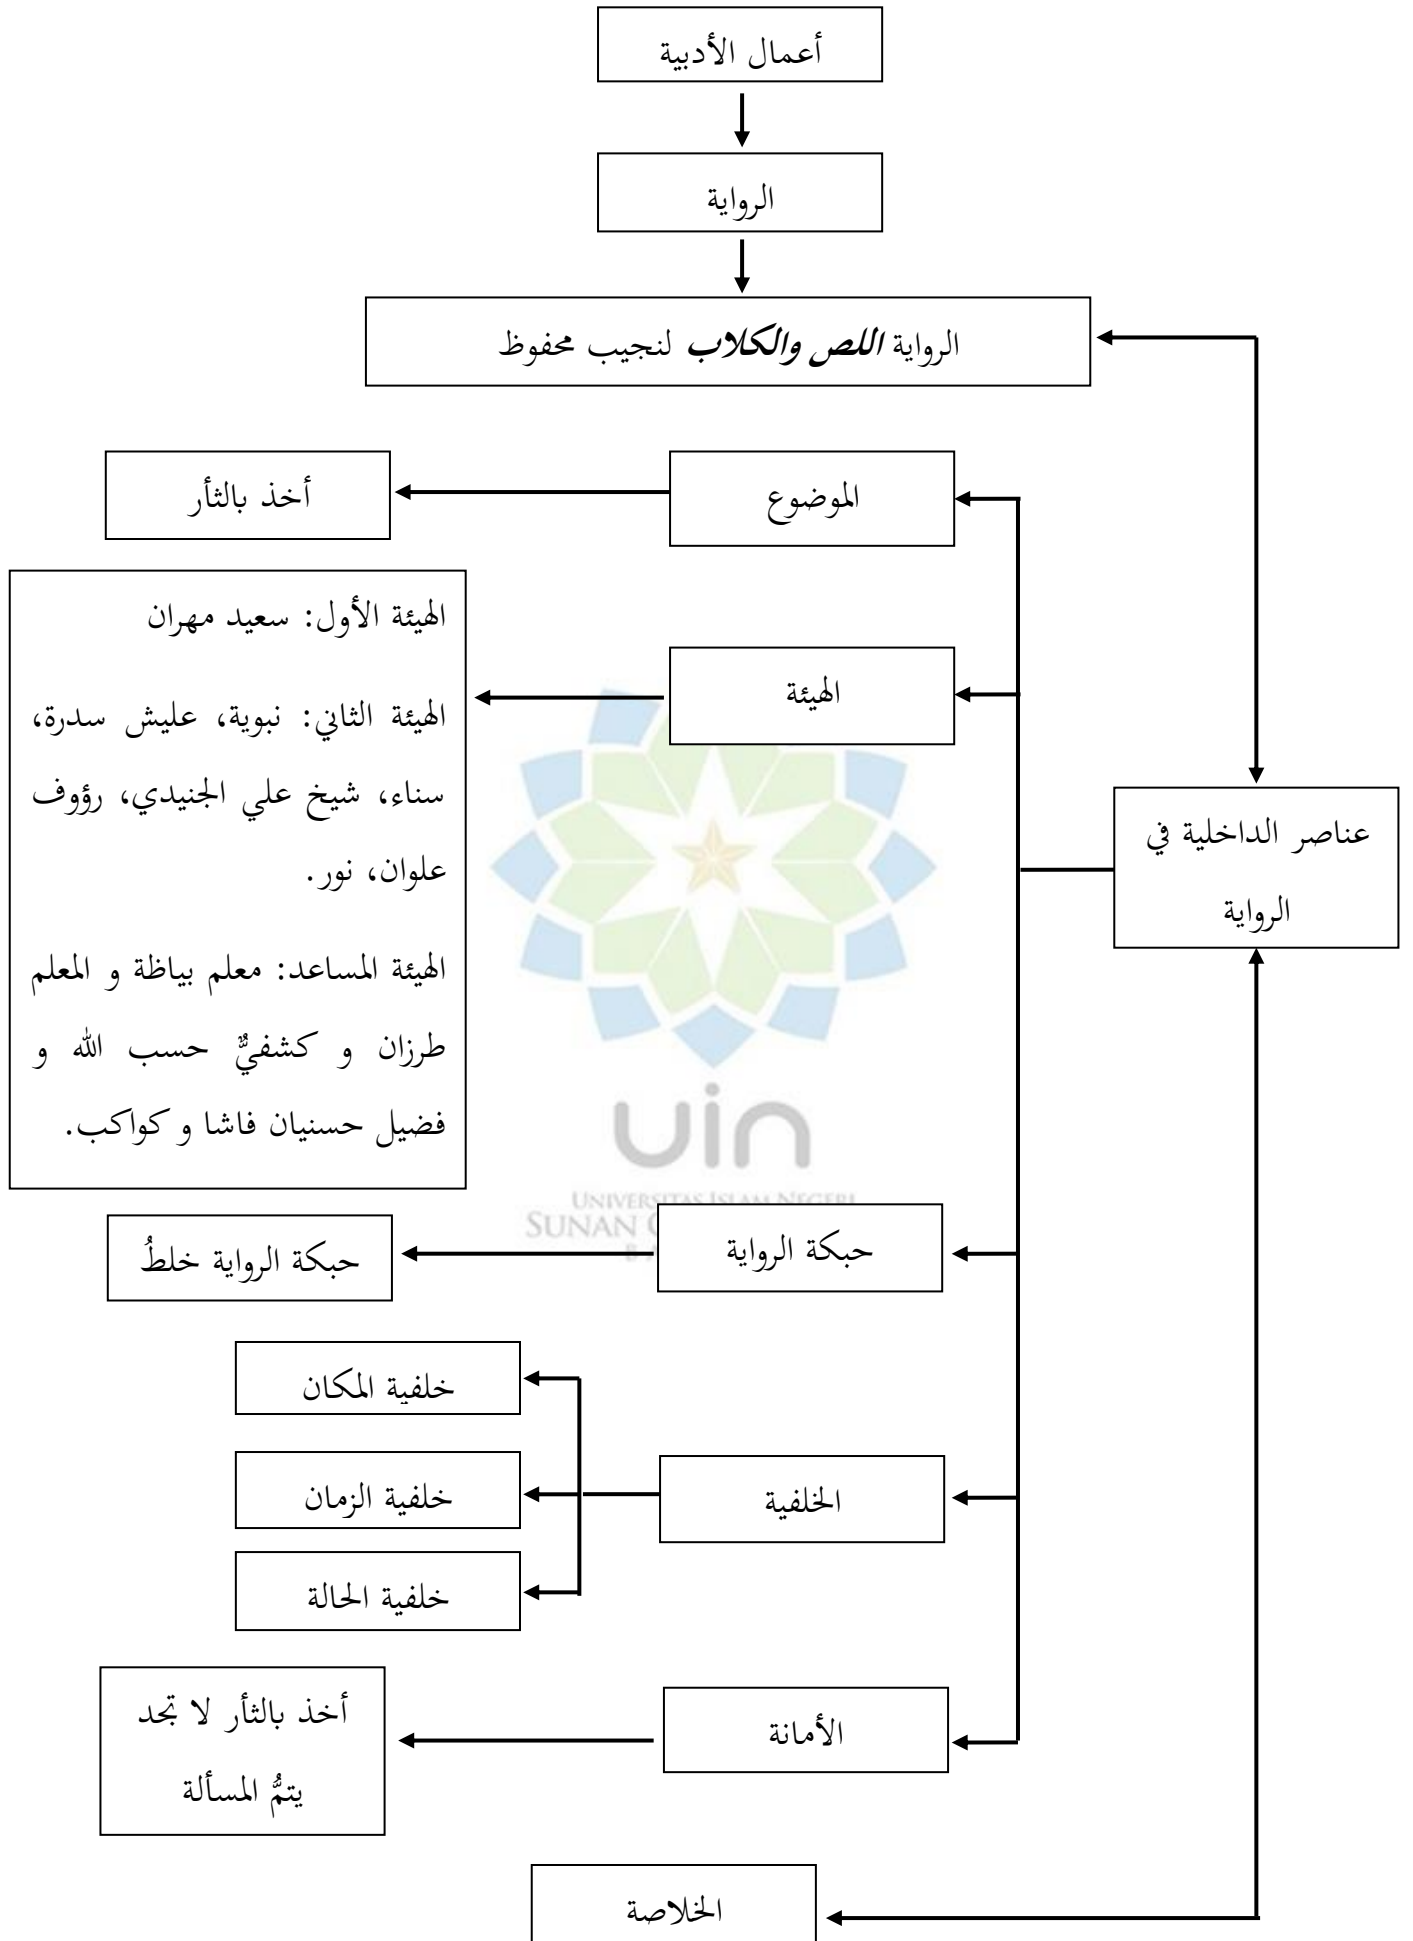 أعمال الأدبية
الرواية
الرواية اللص والكلاب لنجيب محفوظ
الموضوع
أخذ بالثأر
الهيئة
الهيئة الأول: سعيد مهران
الهيئة الثاني: نبوية، عليش سدرة،
سناء، شيخ علي الجنيدي، رؤوف
علوان، نور.
الهيئة المساعد: معلم بياظة و المعلم
طرزان و كشفيٌّ حسب الله و
فضيل حسنيان فاشا و كواكب.
عناصر الداخلية في
الرواية
uin
UNIVERSITAS ISLAM NEGERI
SUNAN
حبكة الرواية
حبكة الرواية خلطُ
الخلفية
خلفية المكان
خلفية الزمان
خلفية الحالة
الأمانة
أخذ بالثأر لا تجد
يتمُّ المسألة
الخلاصة